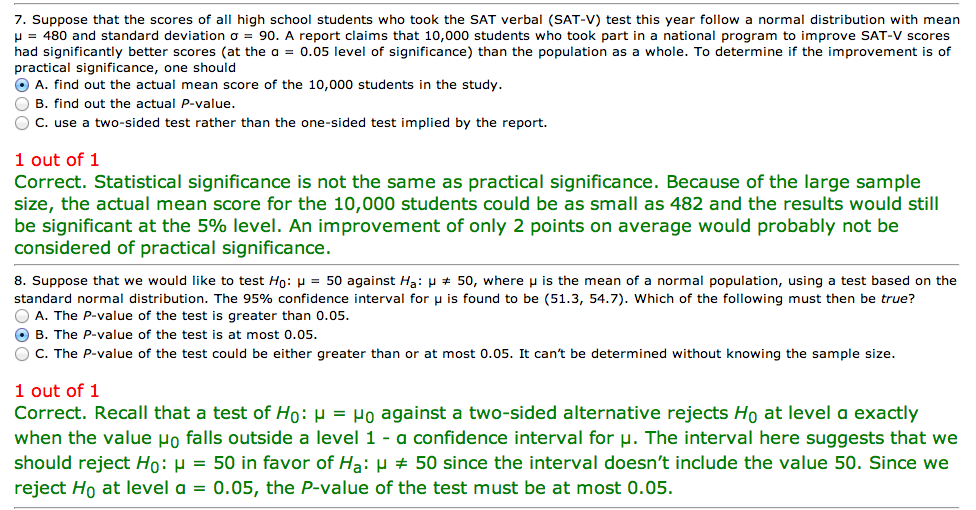 7. Suppose that the scores of all high school students who took the SAT verbal (SAT-V) test this year follow a normal distribution with mean
μ = 480 and standard deviation σ = 90. A report claims that 10,000 students who took part in a national program to improve SAT-V scores
had significantly better scores (at the α = 0.05 level of significance) than the population as a whole. To determine if the improvement is of
practical significance, one should
A. find out the actual mean score of the 10,000 students in the study.
B. find out the actual P-value.
C. use a two-sided test rather than the one-sided test implied by the report.
1 out of 1
Correct. Statistical significance is not the same as practical significance. Because of the large sample
size, the actual mean score for the 10,000 students could be as small as 482 and the results would still
be significant at the 5% level. An improvement of only 2 points on average would probably not be
considered of practical significance.
8. Suppose that we would like to test H₀: μ = 50 against Hₐ: μ ≠ 50, where μ is the mean of a normal population, using a test based on the
standard normal distribution. The 95% confidence interval for μ is found to be (51.3, 54.7). Which of the following must then be true?
A. The P-value of the test is greater than 0.05.
B. The P-value of the test is at most 0.05.
C. The P-value of the test could be either greater than or at most 0.05. It can't be determined without knowing the sample size.
1 out of 1
Correct. Recall that a test of H₀: μ = μ₀ against a two-sided alternative rejects H₀ at level α exactly
when the value μ₀ falls outside a level 1 - α confidence interval for μ. The interval here suggests that we
should reject H₀: μ = 50 in favor of Hₐ: μ ≠ 50 since the interval doesn't include the value 50. Since we
reject H₀ at level α = 0.05, the P-value of the test must be at most 0.05.